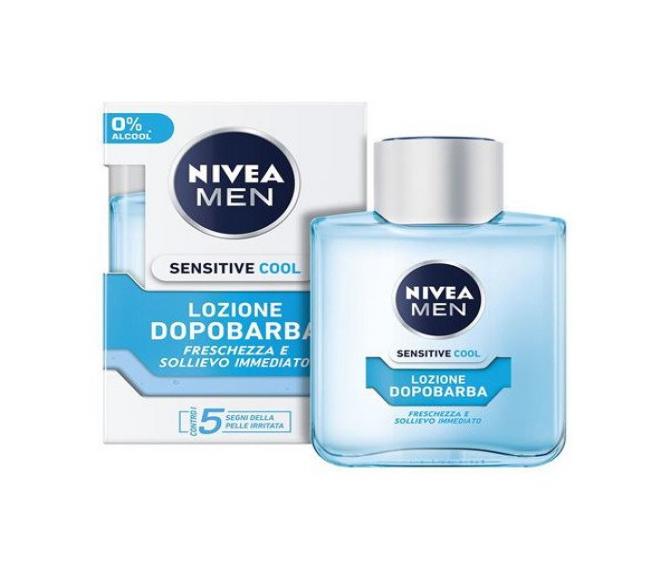 0%
ALCOOL*
NIVEA
MEN
SENSITIVE COOL
LOZIONE
DOPOBARBA
FRESCHEZZA E
SOLLIEVO IMMEDIATO
CONTRO I
5
SEGNI DELLA
PELLE IRRITATA
NIVEA
MEN
SENSITIVE COOL
LOZIONE
DOPOBARBA
FRESCHEZZA E
SOLLIEVO IMMEDIATO